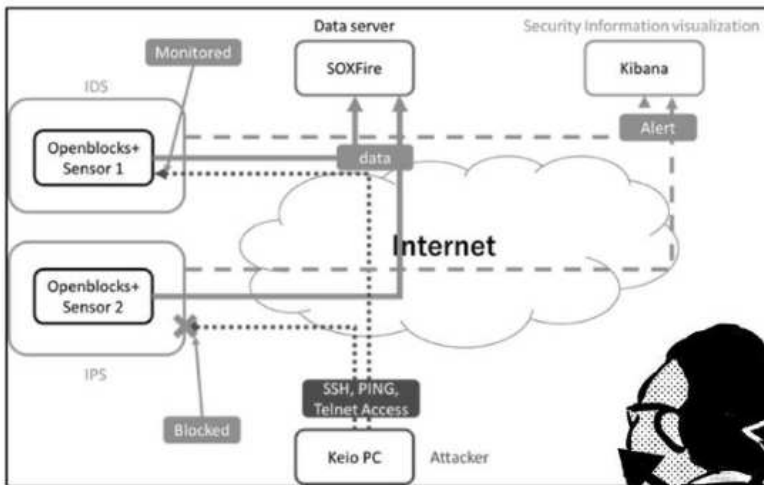 Data server
Security Information visualization
Monitored
SOXFire
Kibana
IDS
Alert
Openblocks+
Sensor 1
data
Internet
Openblocks+
Sensor 2
IPS
SSH, PING,
Telnet Access
Blocked
Keio PC
Attacker